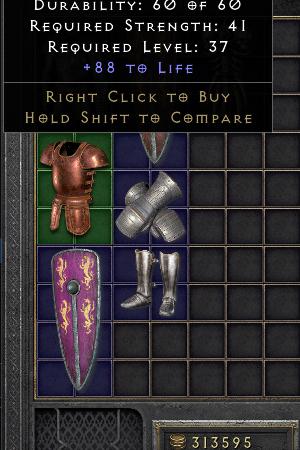 Durability: 60 of 60
Required Strength: 41
Required Level: 37
+88 to Life
Right Click to Buy
Hold Shift to Compare
313595